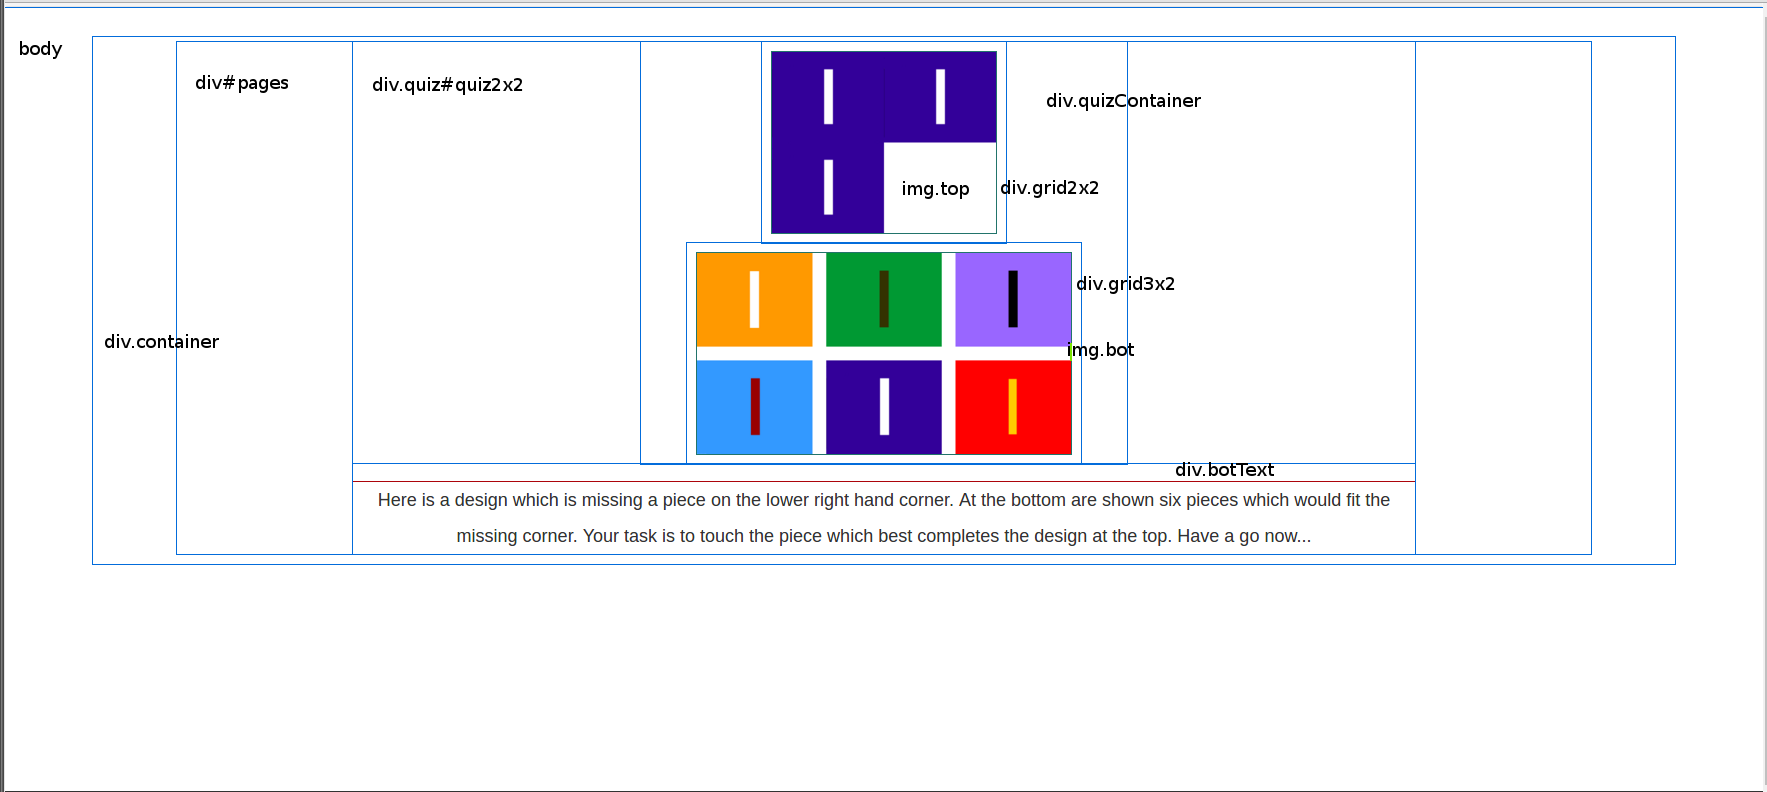 body
div#pages
div.quiz#quiz2x2
div.quizContainer
img.top
div.grid2x2
div.grid3x2
div.container
img.bot
div.botText
Here is a design which is missing a piece on the lower right hand corner. At the bottom are shown six pieces which would fit the
missing corner. Your task is to touch the piece which best completes the design at the top. Have a go now...